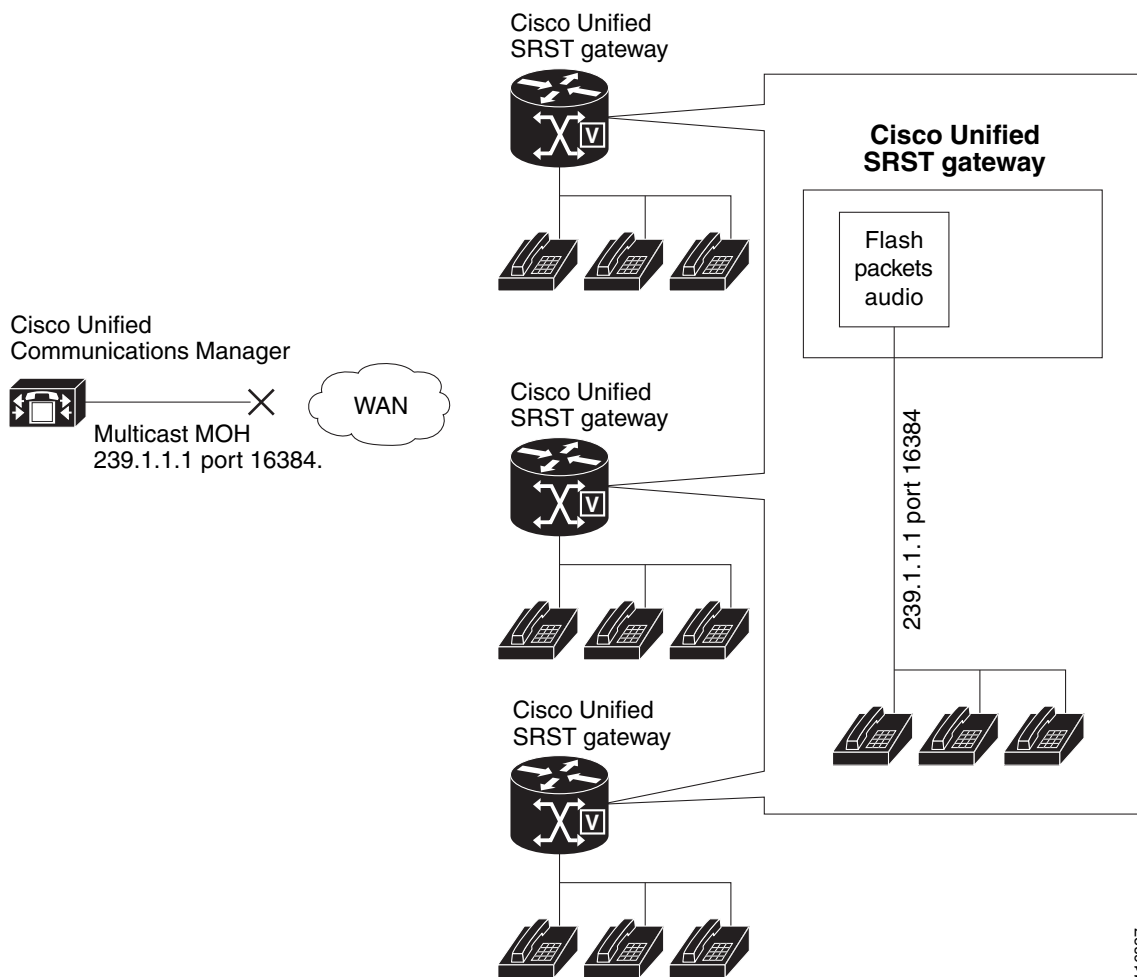 Cisco Unified
SRST gateway
V
Cisco Unified
SRST gateway
Flash
packets
audio
239.1.1.1 port 16384
Cisco Unified
Communications Manager
Multicast MOH
239.1.1.1 port 16384.
WAN
Cisco Unified
SRST gateway
V
Cisco Unified
SRST gateway
V